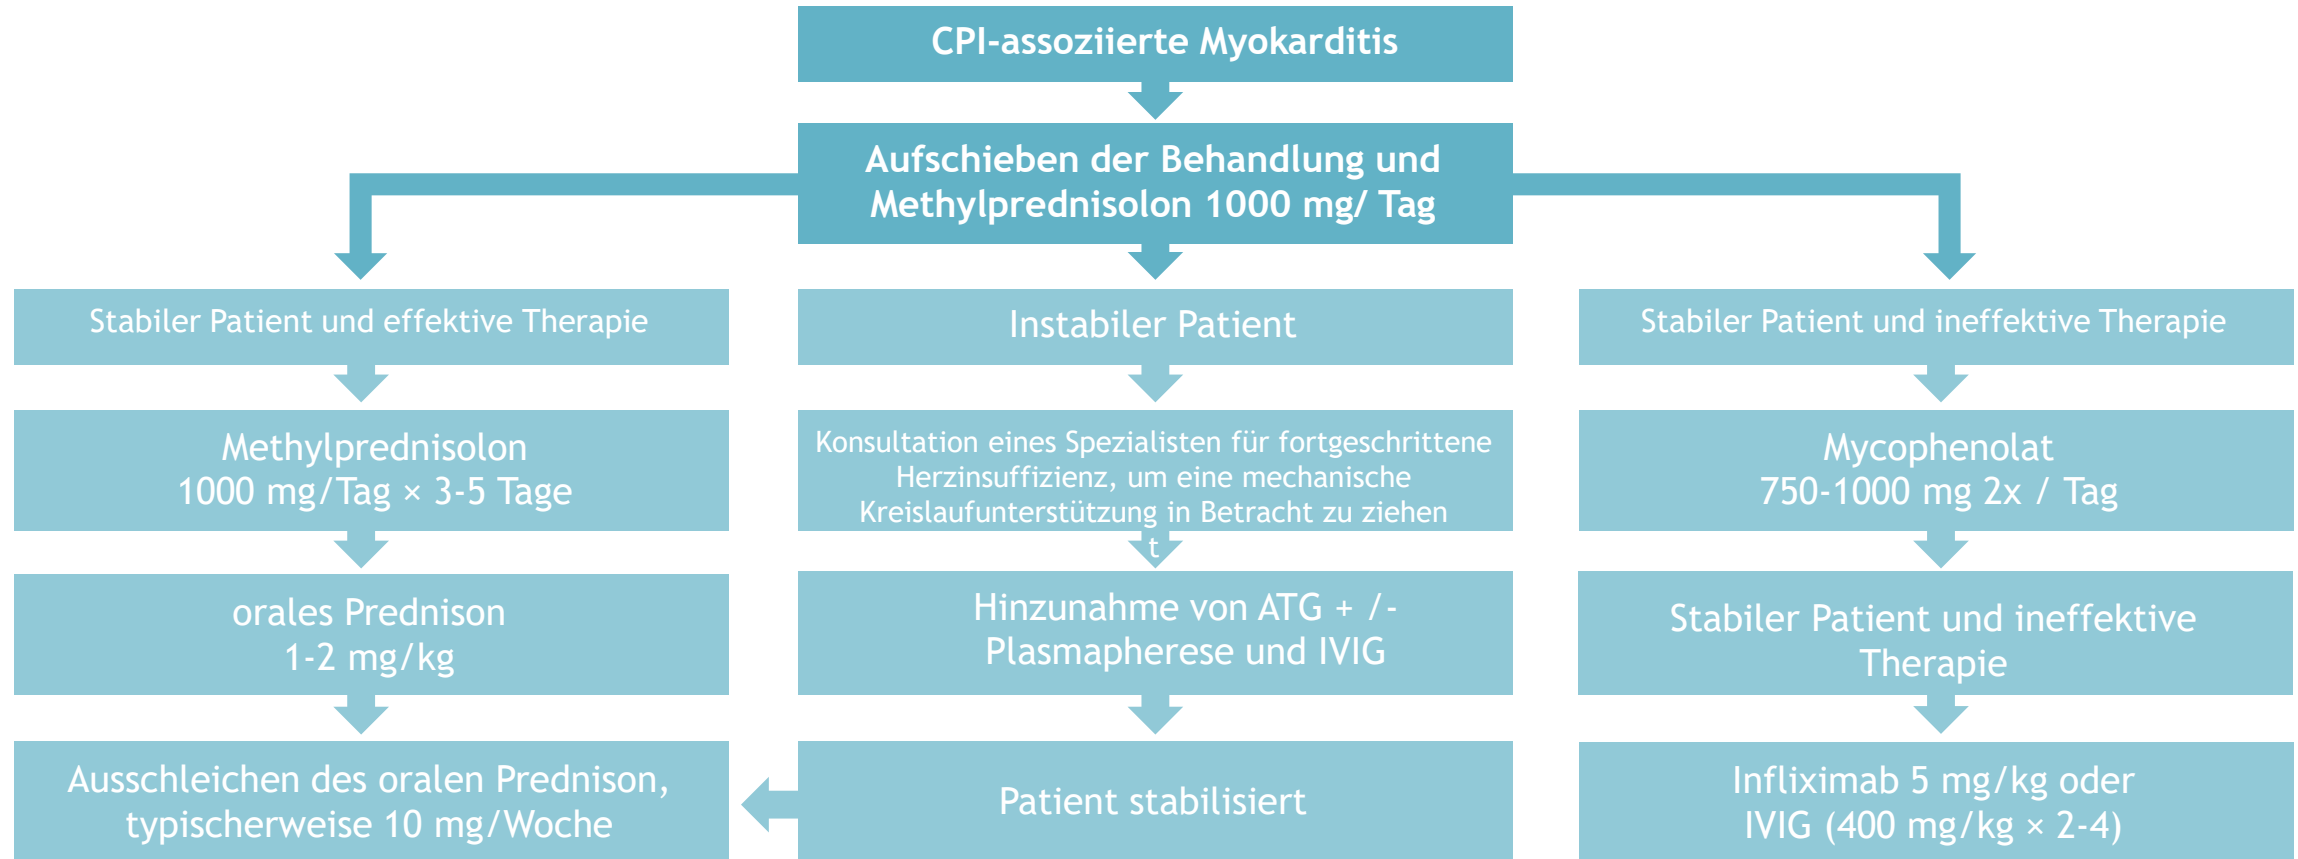 CPI-assoziierte Myokarditis
Aufschieben der Behandlung und
Methylprednisolon 1000 mg/ Tag
Stabiler Patient und effektive Therapie
Methylprednisolon
1000 mg/Tag × 3-5 Tage
orales Prednison
1-2 mg/kg
Ausschleichen des oralen Prednison,
typischerweise 10 mg/Woche
Instabiler Patient
Konsultation eines Spezialisten für fortgeschrittene
Herzinsuffizienz, um eine mechanische
Kreislaufunterstützung in Betracht zu ziehen
t
Hinzunahme von ATG + /-
Plasmapherese und IVIG
Patient stabilisiert
Stabiler Patient und ineffektive Therapie
Mycophenolat
750-1000 mg 2x / Tag
Stabiler Patient und ineffektive
Therapie
Infliximab 5 mg/kg oder
IVIG (400 mg/kg × 2-4)